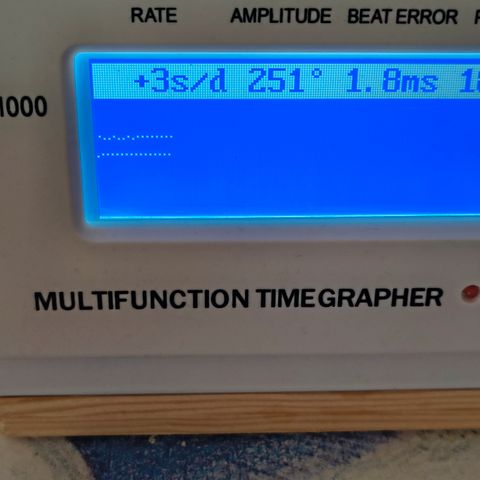 RATE AMPLITUDE BEAT ERROR
+3s/d 251° 1.8ms
1000
MULTIFUNCTION TIMEGRAPHER